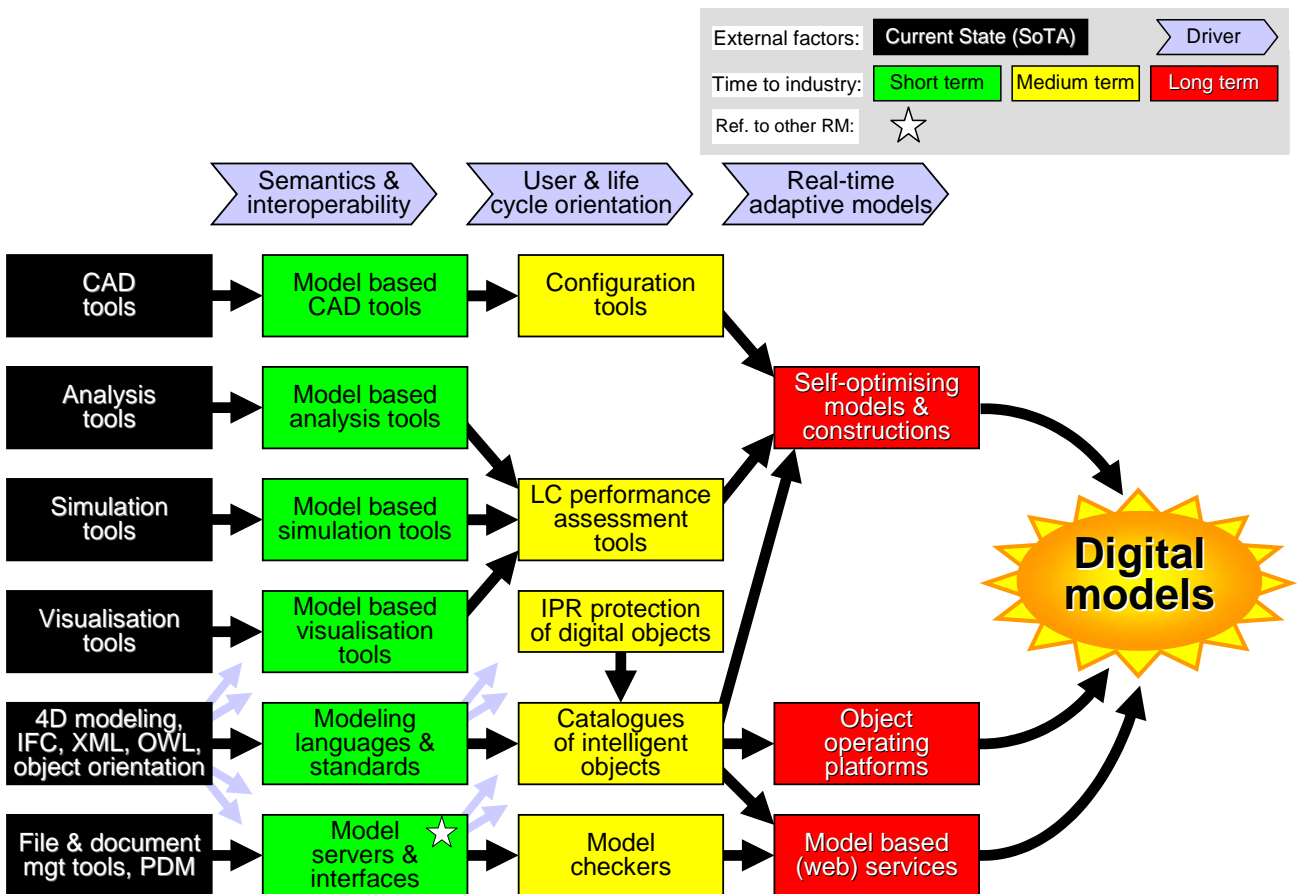 External factors:
Current State (SoTA)
Driver
Time to industry:
Short term
Medium term
Long term
Ref. to other RM:
Semantics &
interoperability
User & life
cycle orientation
Real-time
adaptive models
CAD
tools
Model based
CAD tools
Configuration
tools
Analysis
tools
Model based
analysis tools
Self-optimising
models &
constructions
Simulation
tools
Model based
simulation tools
LC performance
assessment
tools
Digital
models
Visualisation
tools
Model based
visualisation
tools
IPR protection
of digital objects
4D modeling,
IFC, XML, OWL,
object orientation
Modeling
languages &
standards
Catalogues
of intelligent
objects
Object
operating
platforms
File & document
mgt tools, PDM
Model
servers &
interfaces
Model
checkers
Model based
(web) services